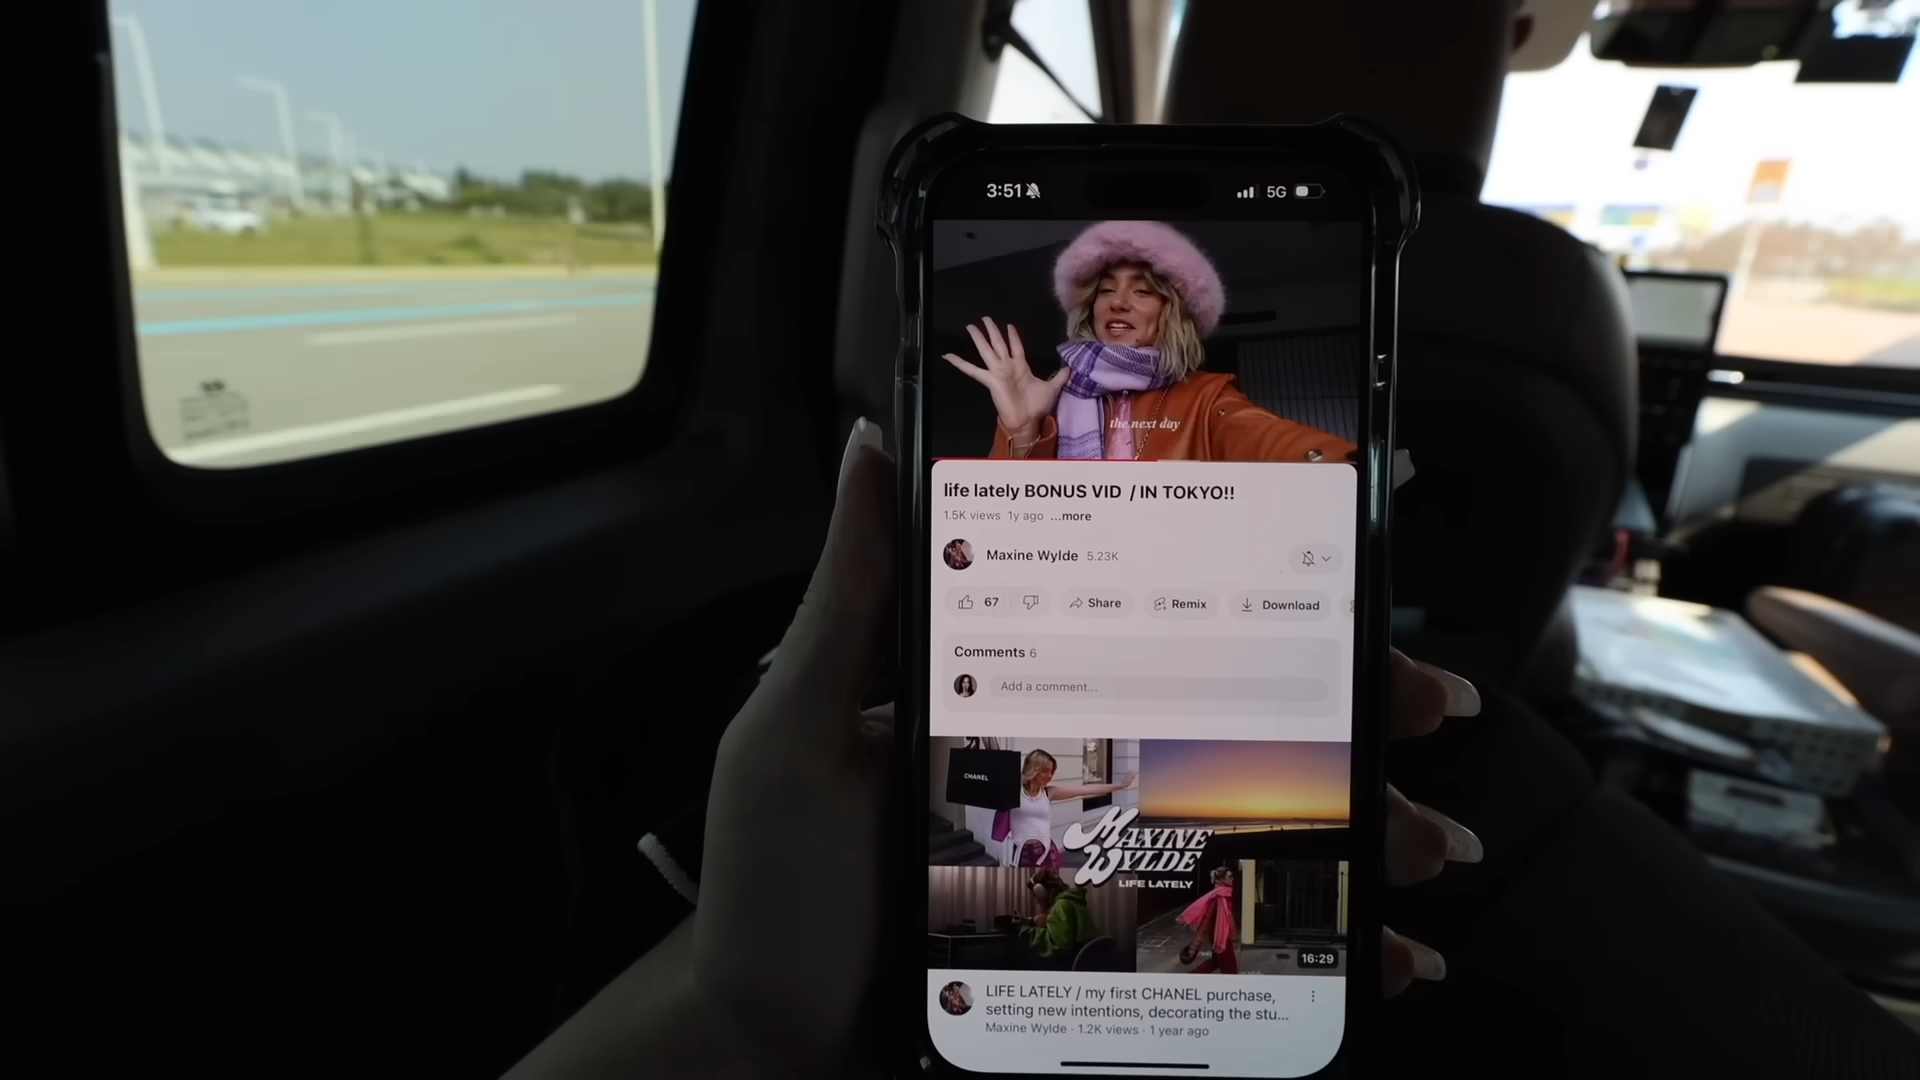 3:51
5G
the next day
life lately BONUS VID / IN TOKYO!!
1.5K views 1y ago ...more
Maxine Wylde 5.23K
67
Share
Remix
Download
Comments 6
Add a comment...
CHANEL
MAXINE
WYLDE
LIFE LATELY
16:29
LIFE LATELY / my first CHANEL purchase,
setting new intentions, decorating the stu...
Maxine Wylde · 1.2K views · 1 year ago